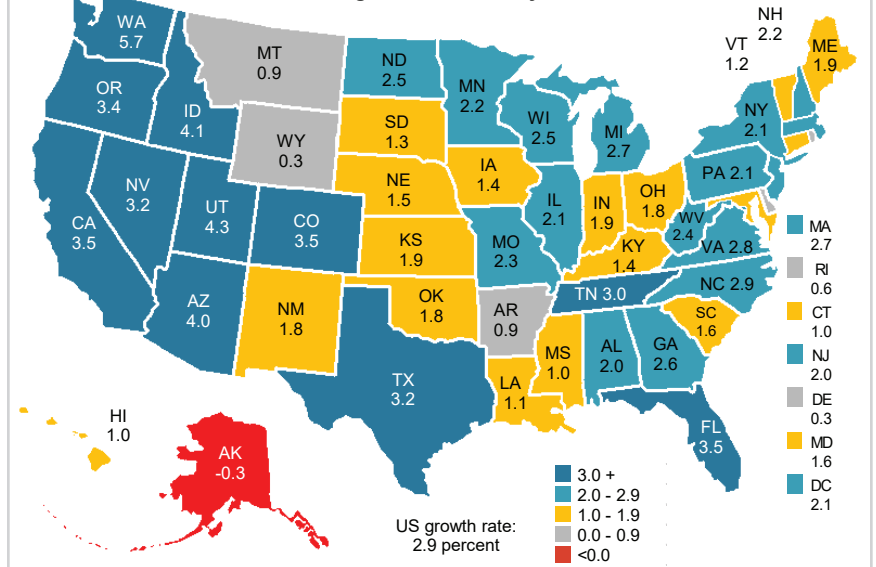 NH
2.2
VT
1.2
ME
1.9
WA
5.7
MT
0.9
ND
2.5
MN
2.2
OR
3.4
ID
4.1
WY
0.3
SD
1.3
WI
2.5
MI
2.7
NY
2.1
IA
1.4
PA 2.1
NE
1.5
NV
3.2
UT
4.3
CO
3.5
CA
3.5
IL
2.1
IN
1.9
OH
1.8
WV
2.4
VA 2.8
KS
1.9
MO
2.3
KY
1.4
NC 2.9
TN 3.0
AZ
4.0
NM
1.8
OK
1.8
AR
0.9
SC
1.6
MS
1.0
AL
2.0
GA
2.6
TX
3.2
LA
1.1
FL
3.5
MA
2.7
RI
0.6
CT
1.0
NJ
2.0
DE
0.3
MD
1.6
DC
2.1
HI
1.0
AK
-0.3
US growth rate:
2.9 percent
3.0 +
2.0 - 2.9
1.0 - 1.9
0.0 - 0.9
<0.0